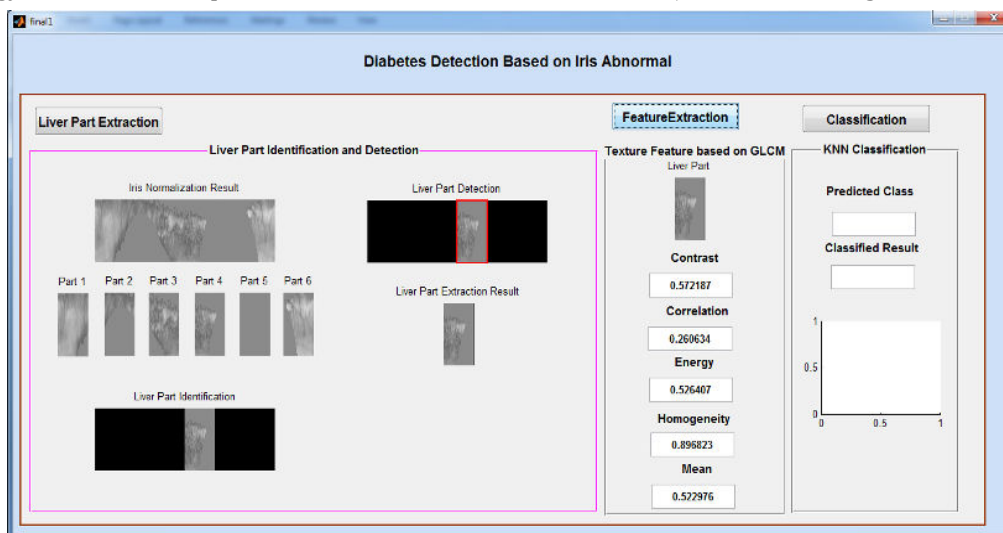 final1
Diabetes Detection Based on Iris Abnormal
Liver Part Extraction
FeatureExtraction
Classification
Liver Part Identification and Detection
Iris Normalization Result
Part 1 Part 2 Part 3 Part 4 Part 5 Part 6
Liver Part Identification
Liver Part Detection
Liver Part Extraction Result
Texture Feature based on GLCM
Liver Part
Contrast
0.572187
Correlation
0.260634
Energy
0.526407
Homogeneity
0.896823
Mean
0.522976
KNN Classification
Predicted Class
Classified Result
1
0.5
0
0 0.5 1